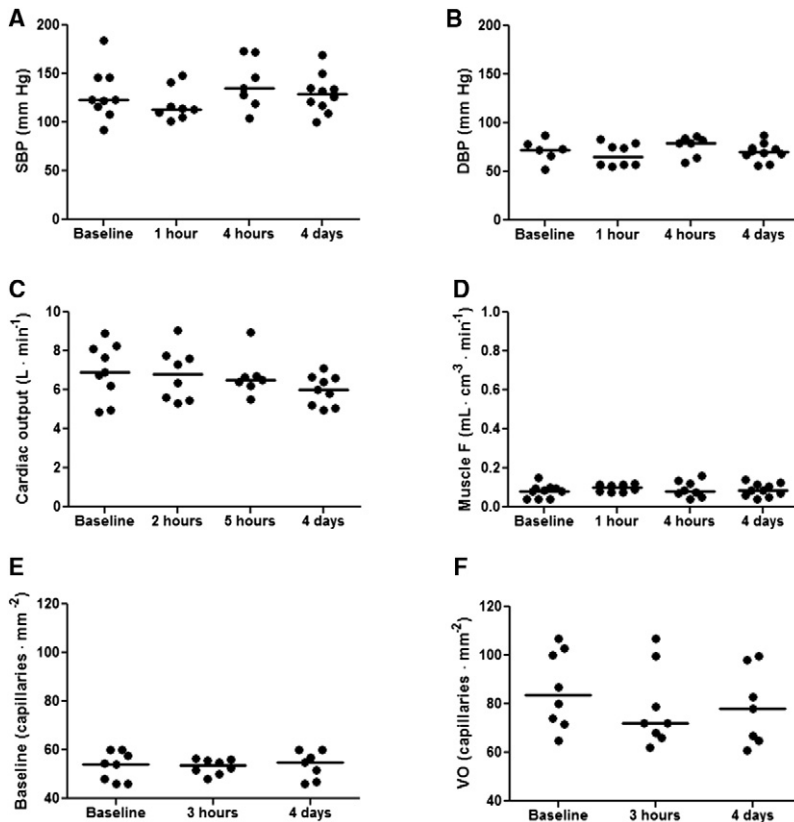 A
200
150
100
50
0
SBP (mm Hg)
Baseline 1 hour 4 hours 4 days
B
200
150
100
50
0
DBP (mm Hg)
Baseline 1 hour 4 hours 4 days
C
10
8
6
4
2
0
Cardiac output (L · min⁻¹)
Baseline 2 hours 5 hours 4 days
D
1.0
0.8
0.6
0.4
0.2
0.0
Muscle F (mL · cm⁻³ · min⁻¹)
Baseline 1 hour 4 hours 4 days
E
120
100
80
60
40
Baseline (capillaries · mm⁻²)
Baseline 3 hours 4 days
F
120
100
80
60
40
VO (capillaries · mm⁻²)
Baseline 3 hours 4 days